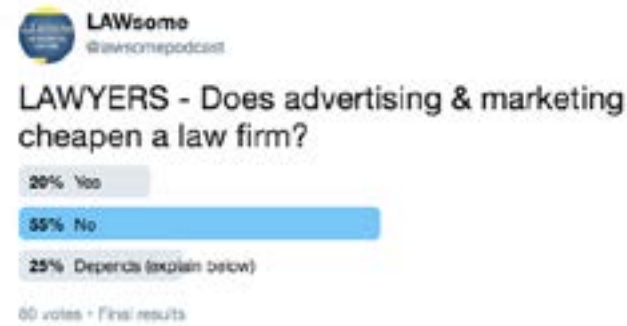 LAWsome
@lawsomepodcast
LAWYERS - Does advertising & marketing
cheapen a law firm?
20% Yes
55% No
25% Depends (explain below)
votes • Final results